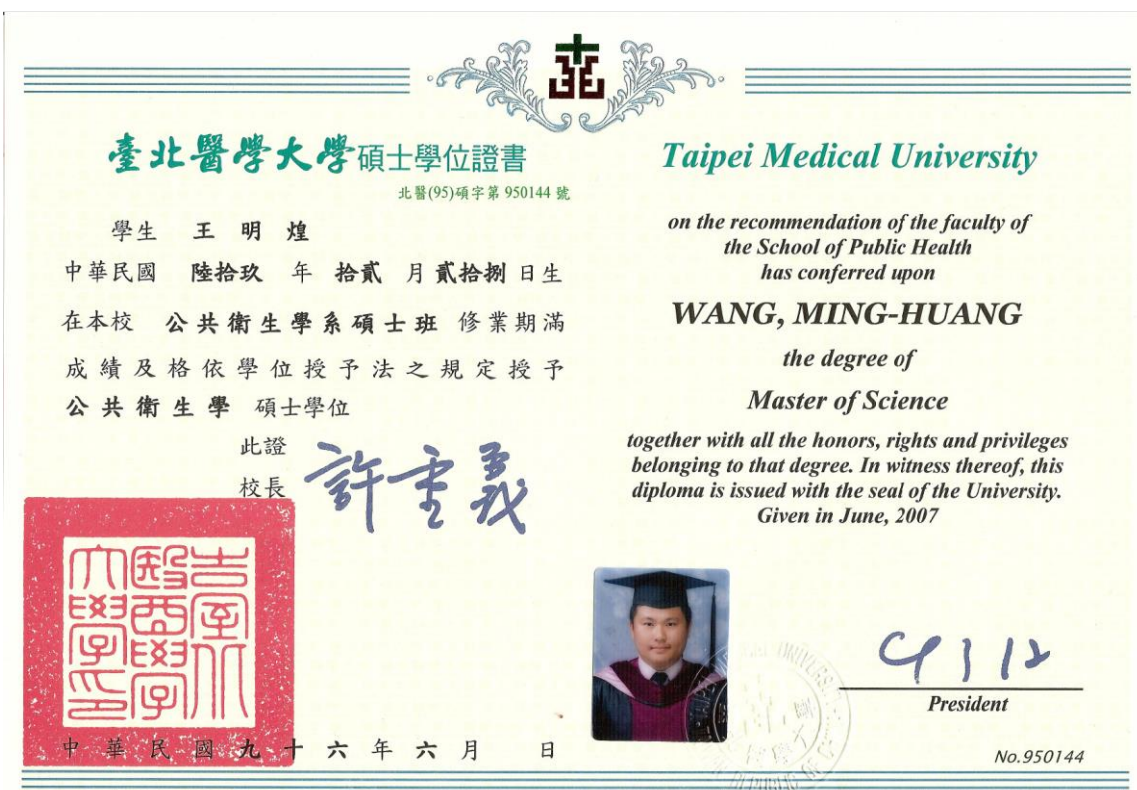 臺北醫學大學碩士學位證書
北醫(95)碩字第 950144 號
學生 王明煌
中華民國 陸拾玖 年 拾貳 月 貳拾捌 日生
在本校 公共衛生學系碩士班 修業期滿
成績及格依學位授予法之規定授予
公共衛生學 碩士學位
此證
校長 許重義
臺北醫學大學印
中華民國九十六年六月 日
Taipei Medical University
on the recommendation of the faculty of
the School of Public Health
has conferred upon
WANG, MING-HUANG
the degree of
Master of Science
together with all the honors, rights and privileges
belonging to that degree. In witness thereof, this
diploma is issued with the seal of the University.
Given in June, 2007
President
No.950144